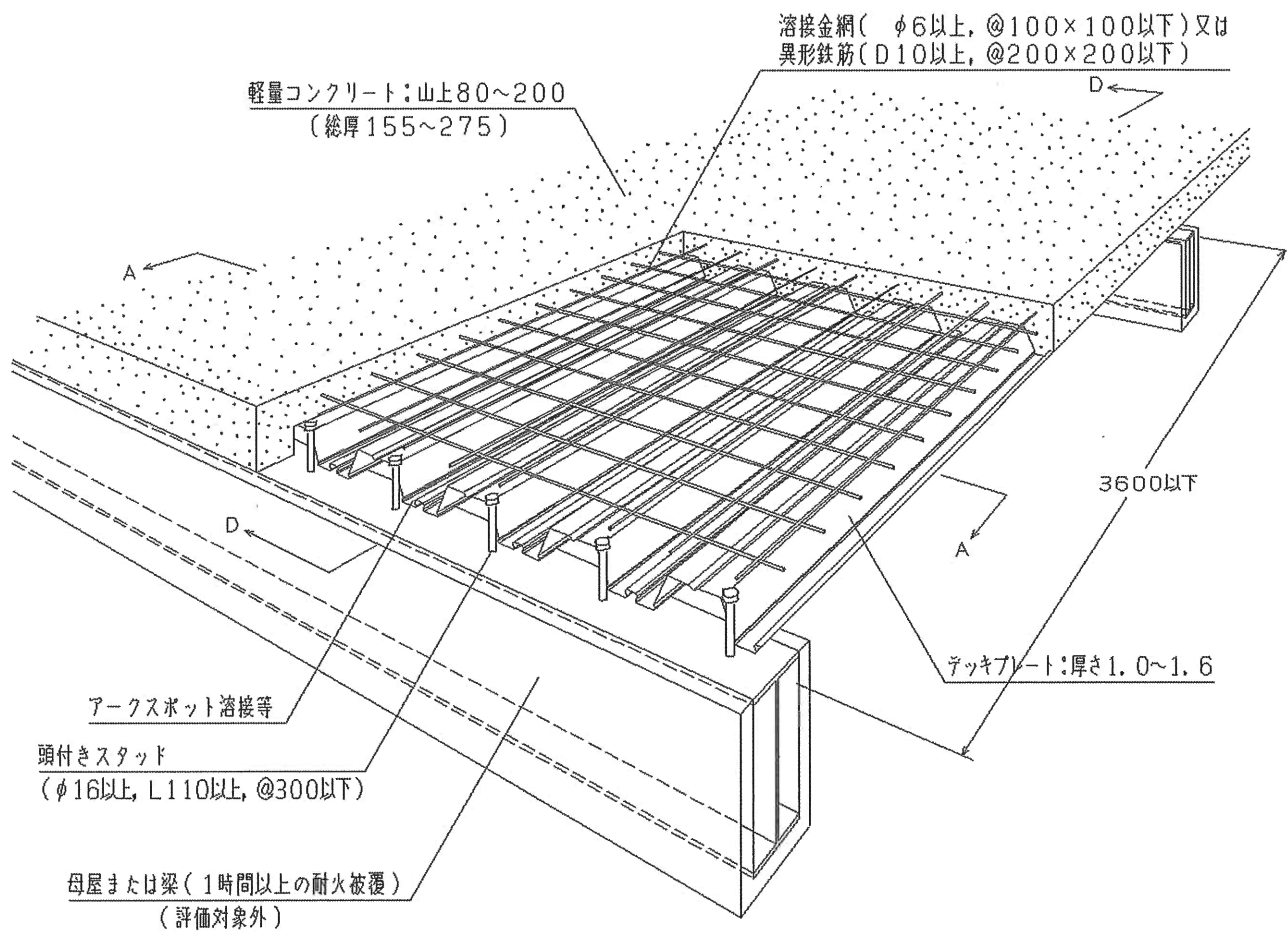 溶接金網( φ6以上, @100×100以下)又は
異形鉄筋(D10以上, @200×200以下)
D
軽量コンクリート:山上80~200
(総厚155~275)
A
3600以下
D
A
デッキプレート:厚さ1.0~1.6
アークスポット溶接等
頭付きスタッド
(φ16以上, L110以上, @300以下)
母屋または梁(1時間以上の耐火被覆)
(評価対象外)